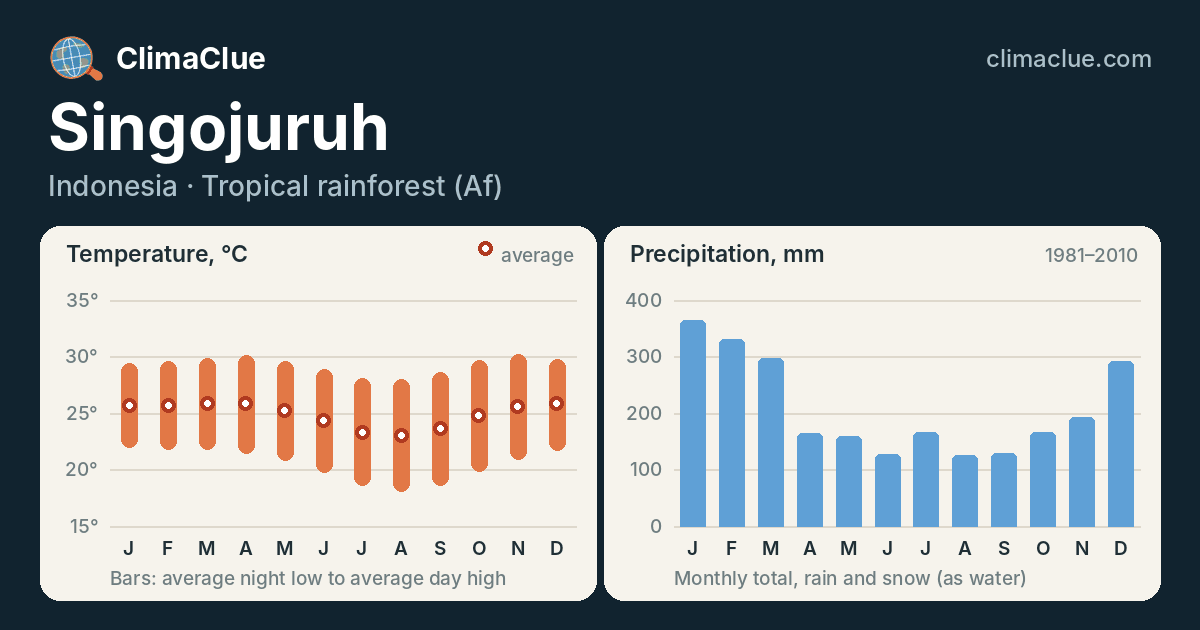 ClimaClue
climaclue.com
Singojuruh
Indonesia · Tropical rainforest (Af)
Temperature, °C
average
35°
30°
25°
20°
15°
J F M A M J J A S O N D
Bars: average night low to average day high
Precipitation, mm
1981–2010
400
300
200
100
0
J F M A M J J A S O N D
Monthly total, rain and snow (as water)